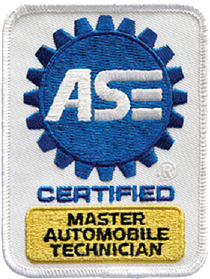 ASE
®
CERTIFIED
MASTER
AUTOMOBILE
TECHNICIAN